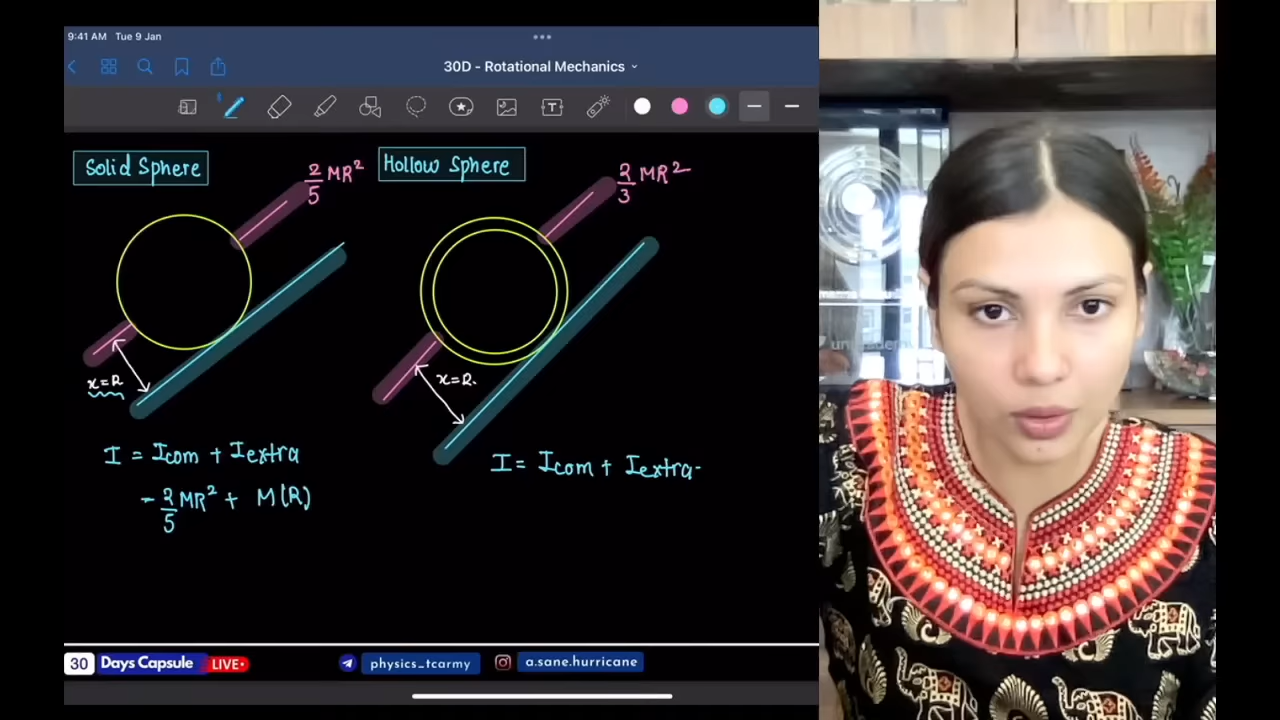 9:41 AM Tue 9 Jan
30D - Rotational Mechanics
T
Solid Sphere
2/5 MR²
Hollow Sphere
2/3 MR²
x=R
x=R.
I = Icom + Iextra
- 2/5 MR² + M(R)
I = Icom + Iextra-
30 Days Capsule LIVE
physics_tcarmy
a.sane.hurricane